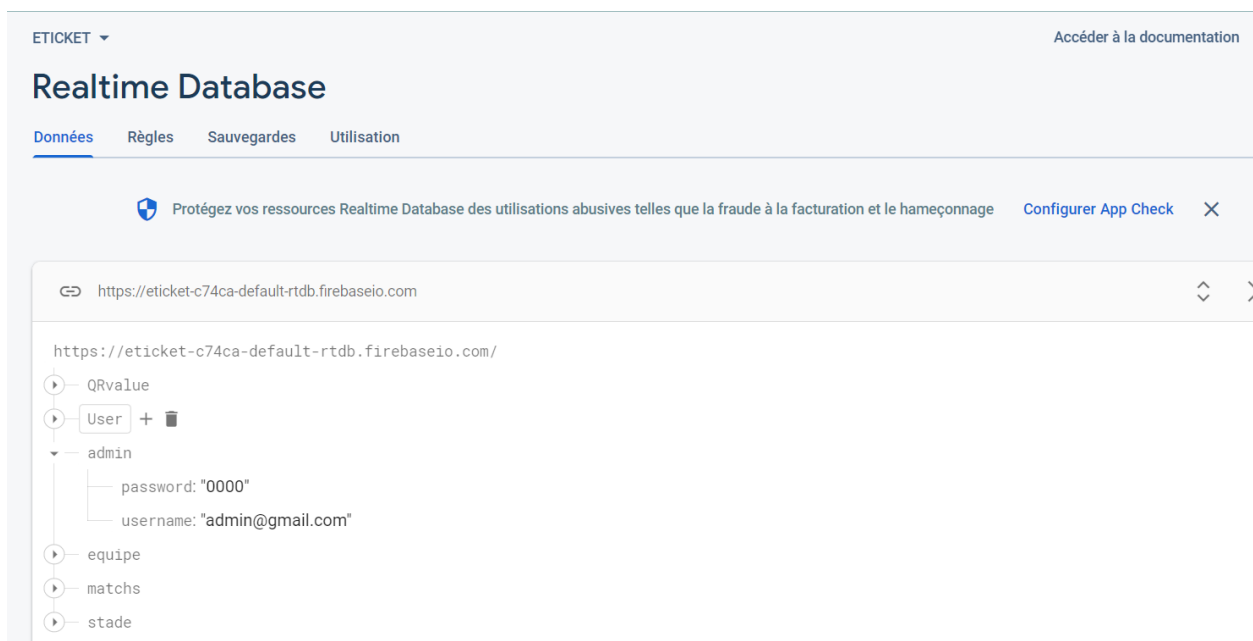 ETICKET Accéder à la documentation
Realtime Database
Données Règles Sauvegardes Utilisation
Protégez vos ressources Realtime Database des utilisations abusives telles que la fraude à la facturation et le hameçonnage Configurer App Check
https://eticket-c74ca-default-rtdb.firebaseio.com
https://eticket-c74ca-default-rtdb.firebaseio.com/
QRvalue
User
admin
password: "0000"
username: "admin@gmail.com"
equipe
matchs
stade